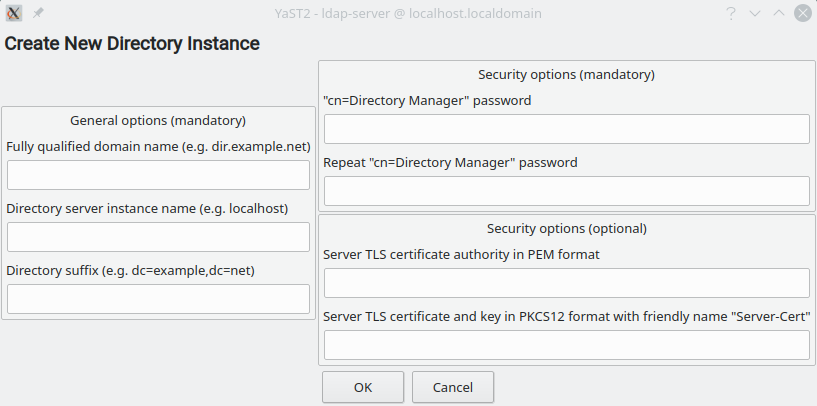 YaST2 - ldap-server @ localhost.localdomain
Create New Directory Instance
General options (mandatory)
Fully qualified domain name (e.g. dir.example.net)
Directory server instance name (e.g. localhost)
Directory suffix (e.g. dc=example,dc=net)
Security options (mandatory)
"cn=Directory Manager" password
Repeat "cn=Directory Manager" password
Security options (optional)
Server TLS certificate authority in PEM format
Server TLS certificate and key in PKCS12 format with friendly name "Server-Cert"
OK
Cancel